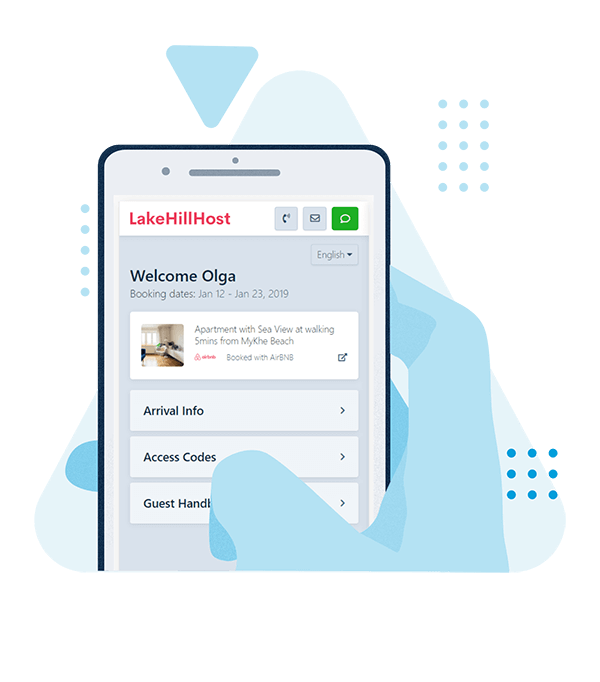 LakeHillHost
English
Welcome Olga
Booking dates: Jan 12 - Jan 23, 2019
Apartment with Sea View at walking
5mins from MyKhe Beach
airbnb Booked with AirBNB
Arrival Info
Access Codes
Guest Handb